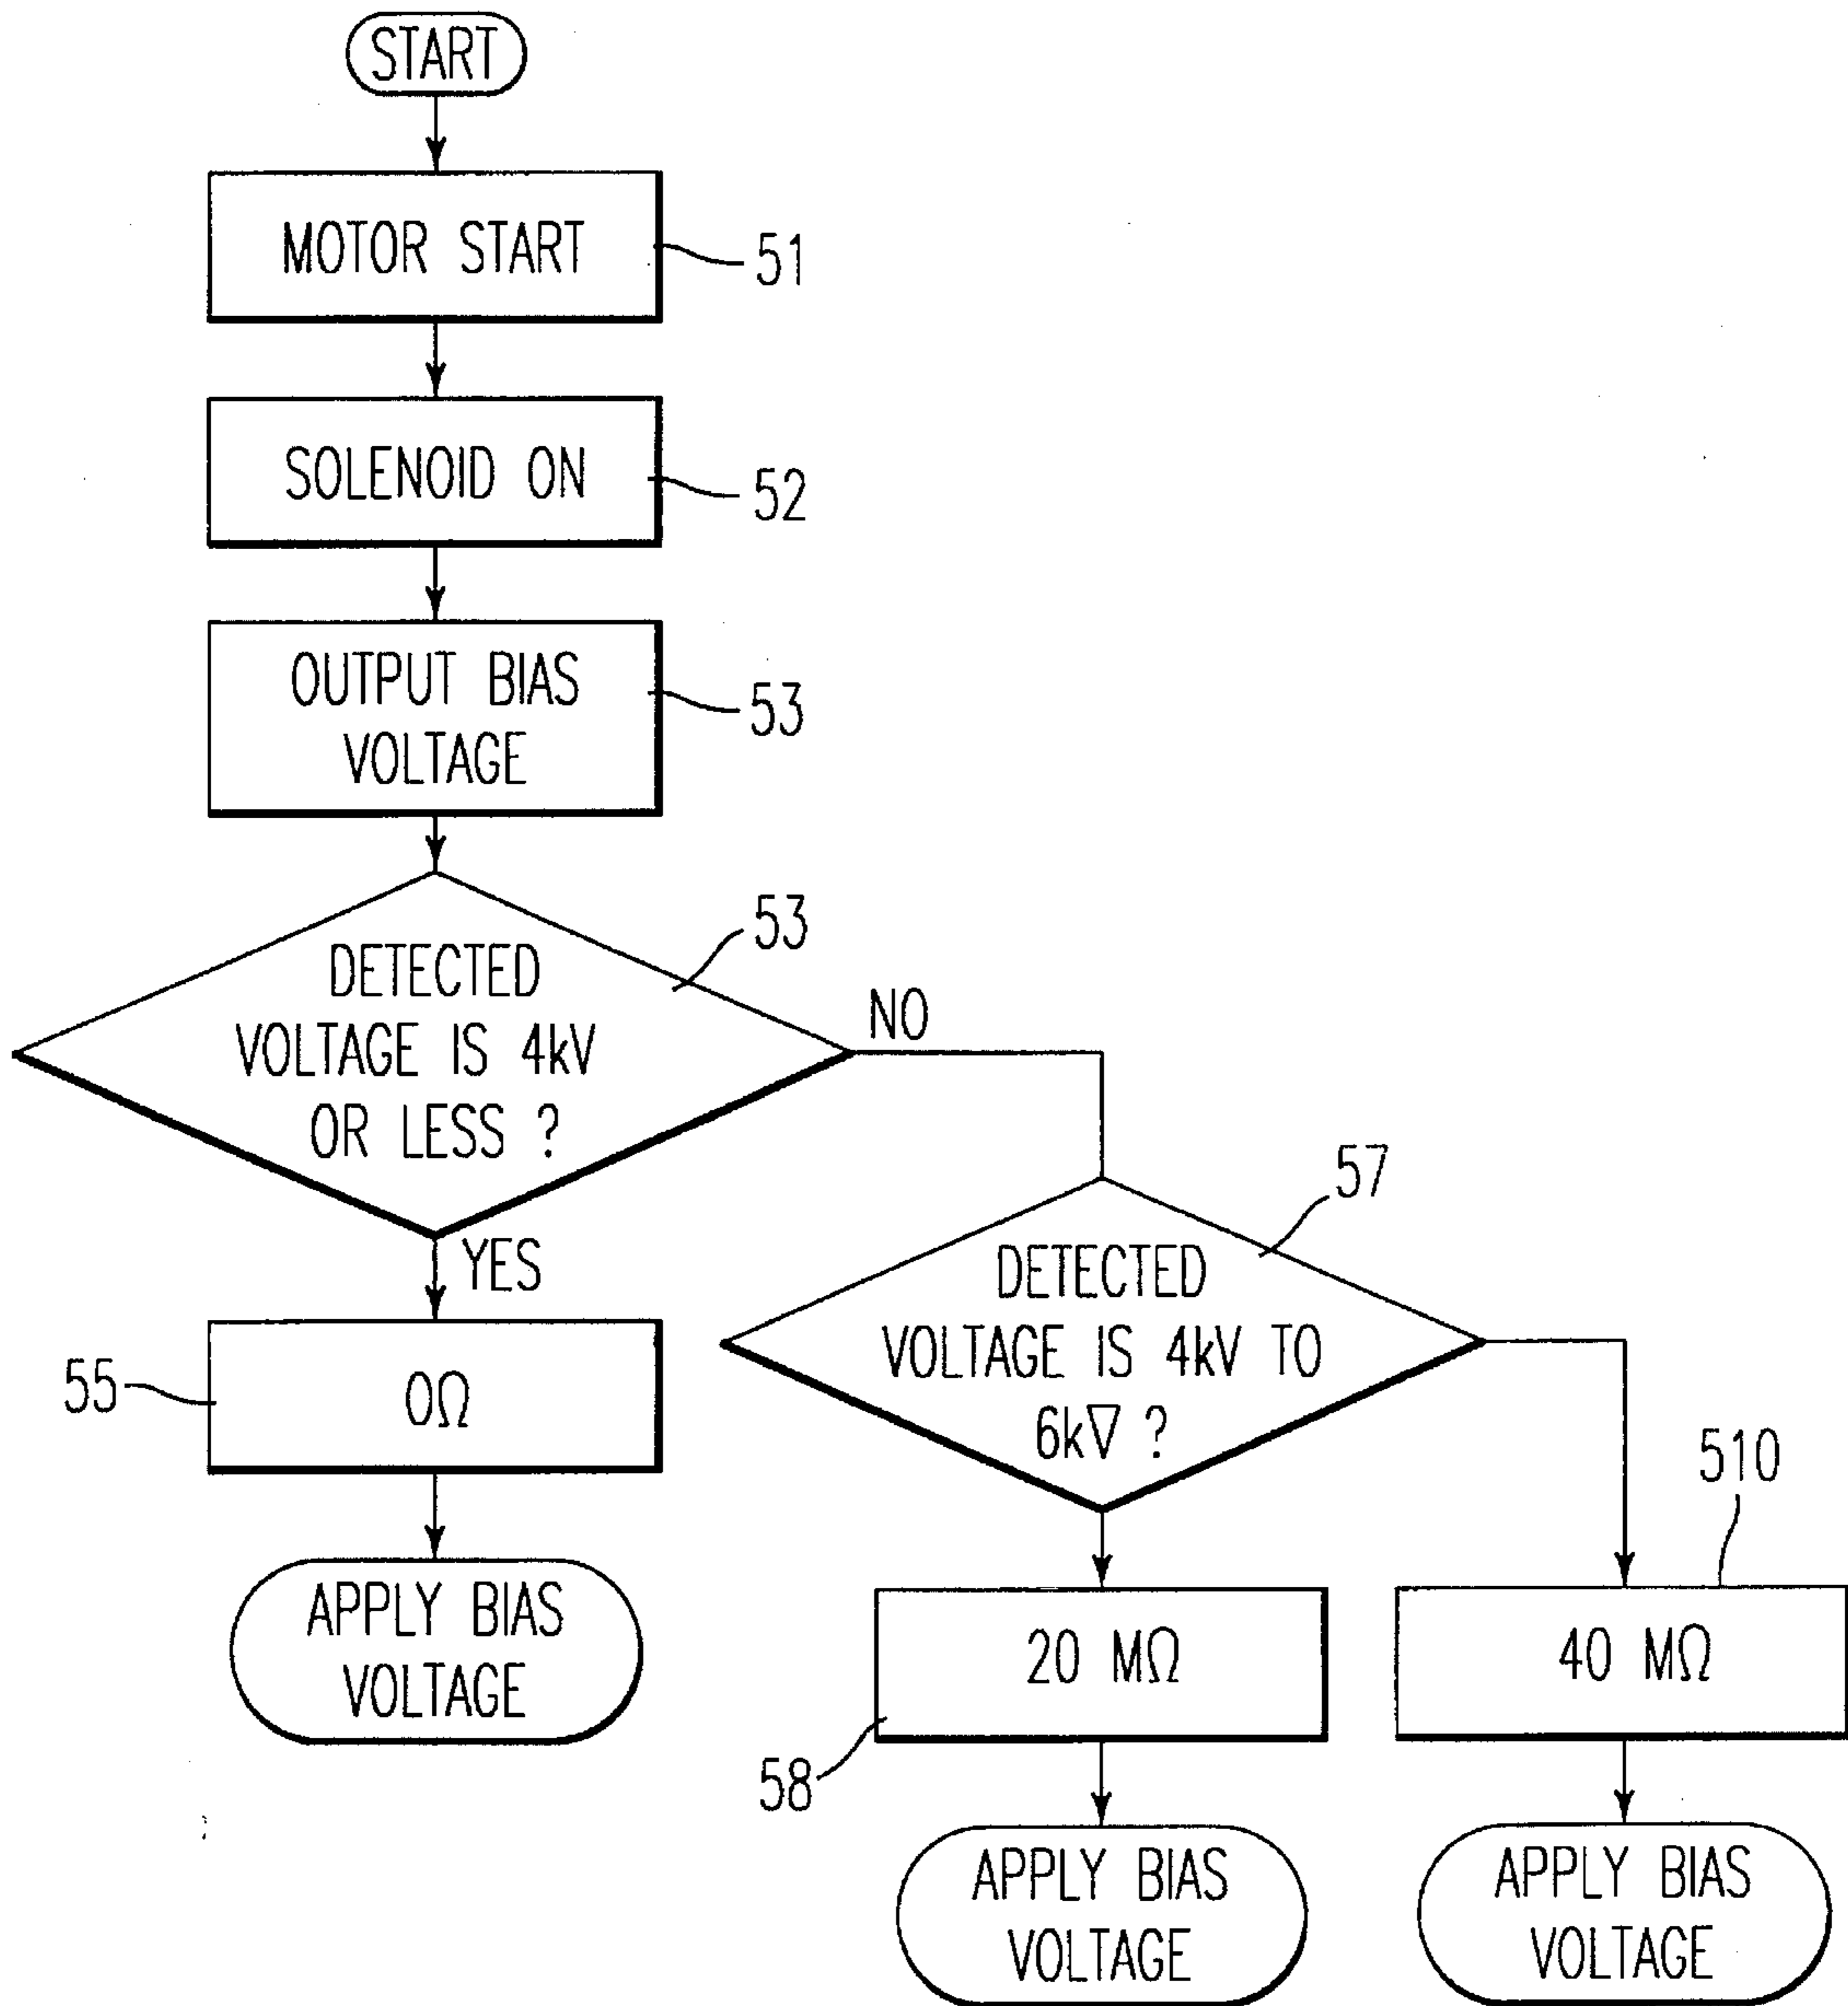 START
MOTOR START
51
SOLENOID ON
52
OUTPUT BIAS
VOLTAGE
53
DETECTED
VOLTAGE IS 4kV
OR LESS ?
53
NO
YES
55
0Ω
APPLY BIAS
VOLTAGE
57
DETECTED
VOLTAGE IS 4kV TO
6k∇ ?
58
20 MΩ
APPLY BIAS
VOLTAGE
510
40 MΩ
APPLY BIAS
VOLTAGE